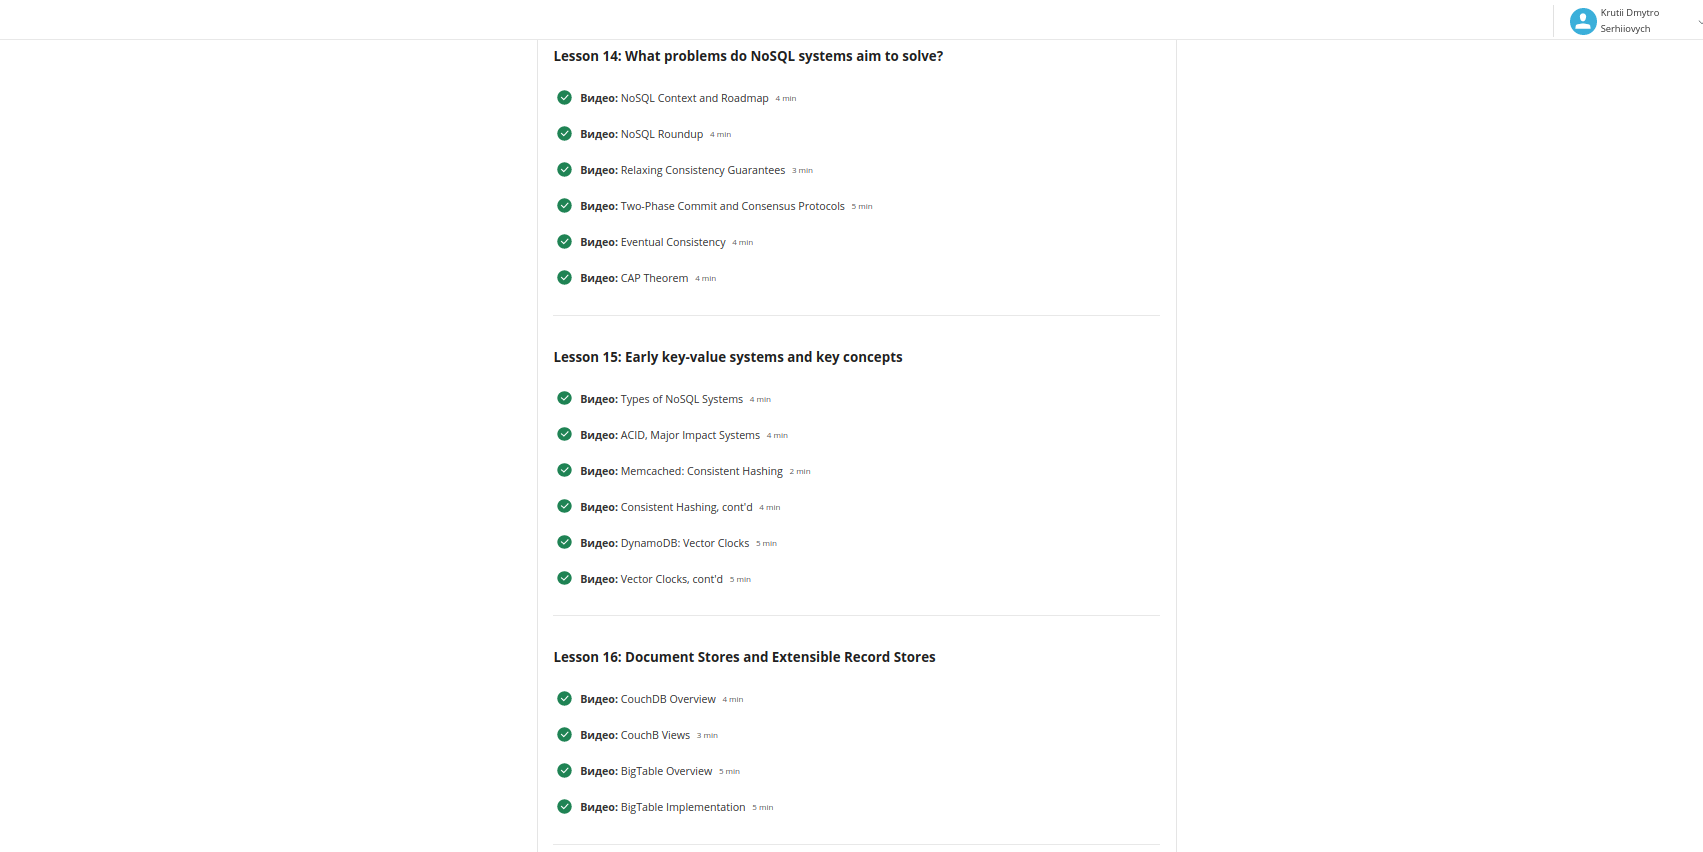 Krutii Dmytro
Serhiiovych
Lesson 14: What problems do NoSQL systems aim to solve?
Видео: NoSQL Context and Roadmap 4 min
Видео: NoSQL Roundup 4 min
Видео: Relaxing Consistency Guarantees 3 min
Видео: Two-Phase Commit and Consensus Protocols 5 min
Видео: Eventual Consistency 4 min
Видео: CAP Theorem 4 min
Lesson 15: Early key-value systems and key concepts
Видео: Types of NoSQL Systems 4 min
Видео: ACID, Major Impact Systems 4 min
Видео: Memcached: Consistent Hashing 2 min
Видео: Consistent Hashing, cont'd 4 min
Видео: DynamoDB: Vector Clocks 5 min
Видео: Vector Clocks, cont'd 5 min
Lesson 16: Document Stores and Extensible Record Stores
Видео: CouchDB Overview 4 min
Видео: CouchB Views 3 min
Видео: BigTable Overview 5 min
Видео: BigTable Implementation 5 min